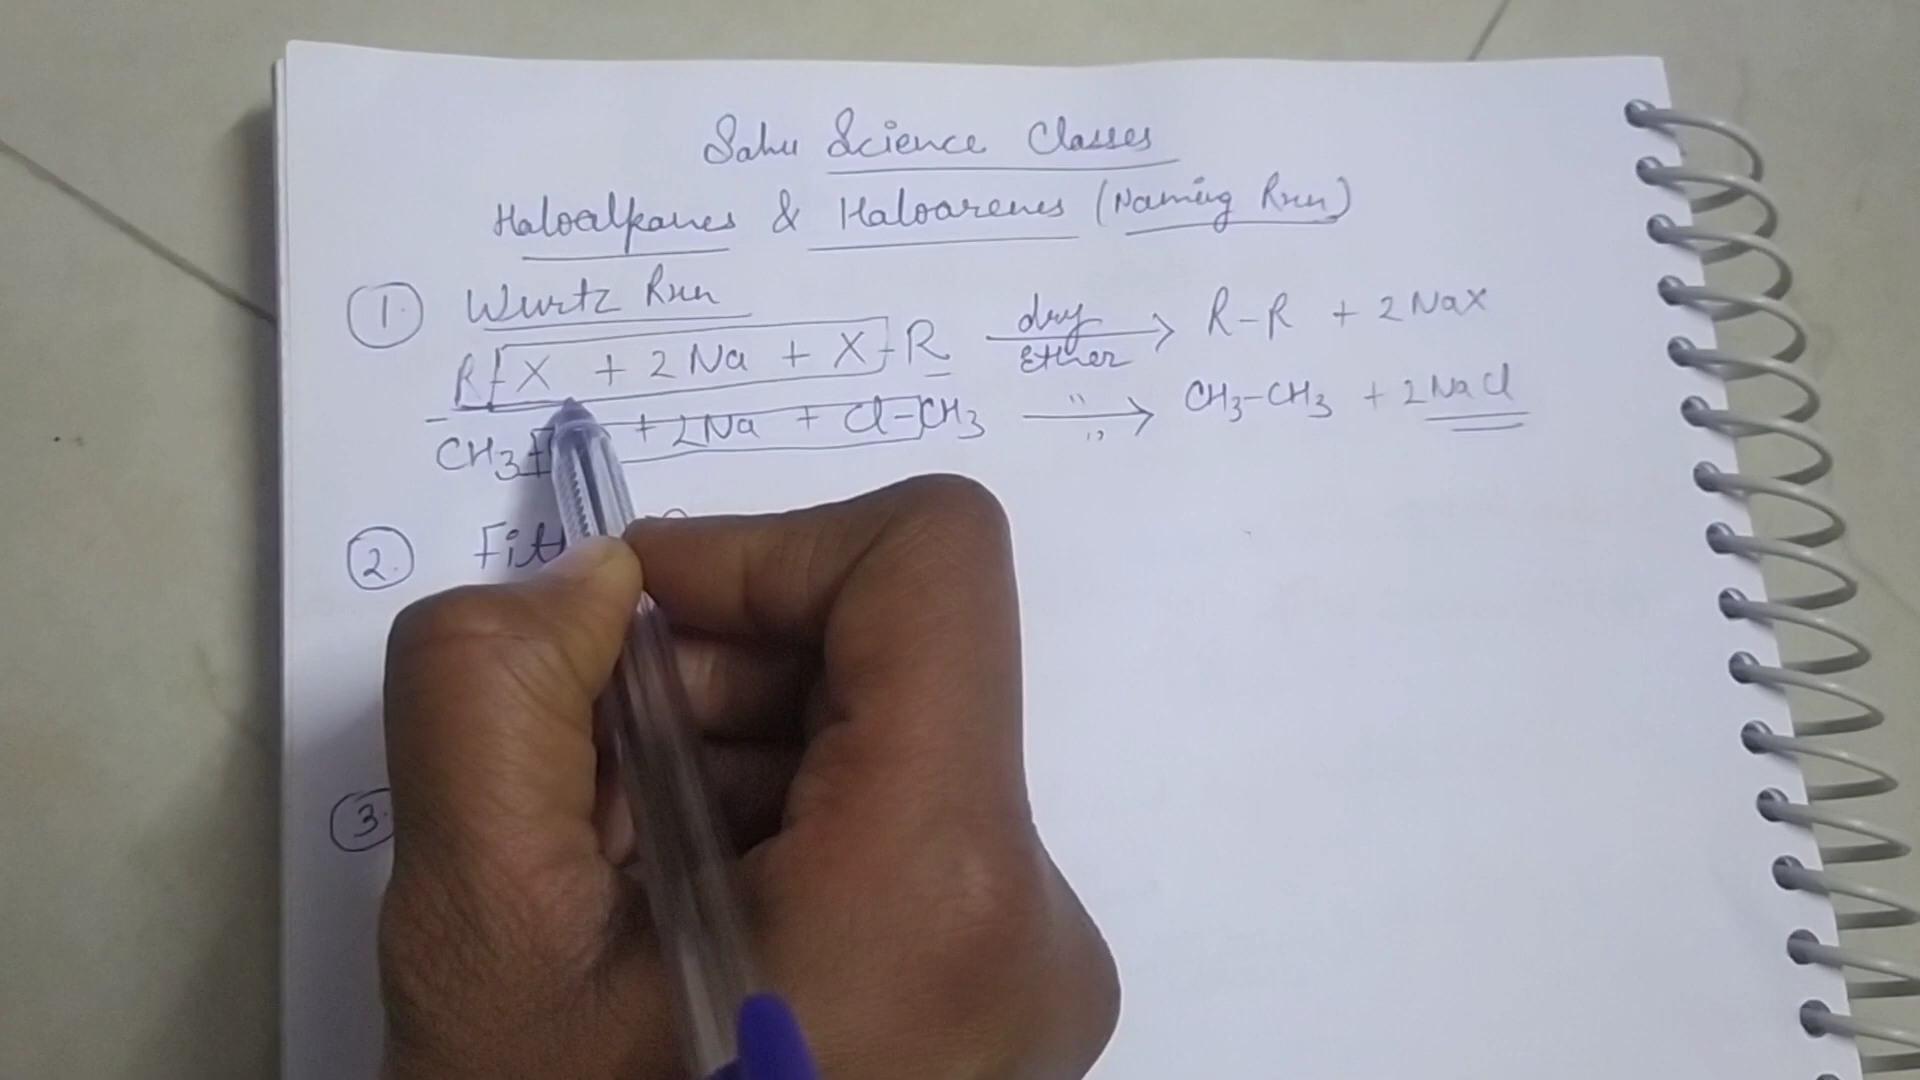 Sahu Science Classes
Haloalkanes & Haloarenes (Naming Rxn)
1. Wurtz Rxn
R-X + 2Na + X-R dry Ether → R-R + 2NaX
CH3- + 2Na + Cl-CH3 " " → CH3-CH3 + 2NaCl
2.
3.